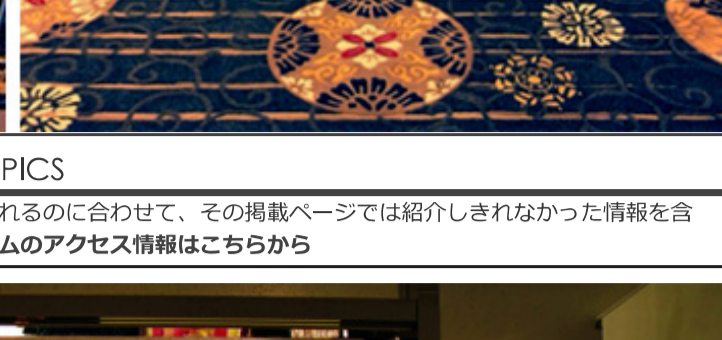 PICS
れるのに合わせて、その掲載ページでは紹介しきれなかった情報を含
ムのアクセス情報はこちらから